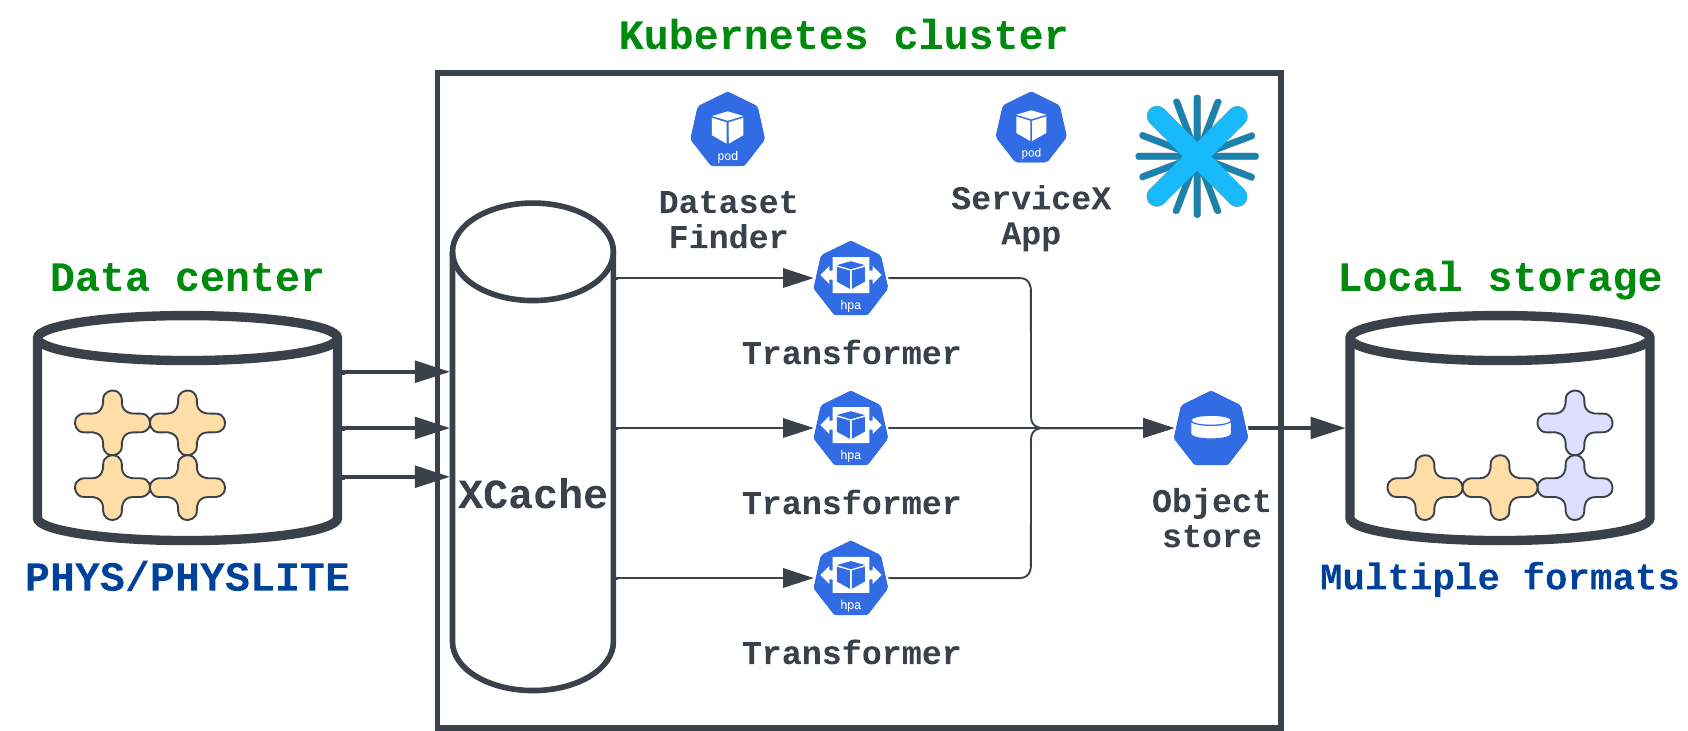 Kubernetes cluster
pod
pod
Dataset
Finder
ServiceX
App
Data center
hpa
Local storage
Transformer
hpa
XCache
Transformer
Object
store
PHYS/PHYSLITE
Multiple formats
hpa
Transformer